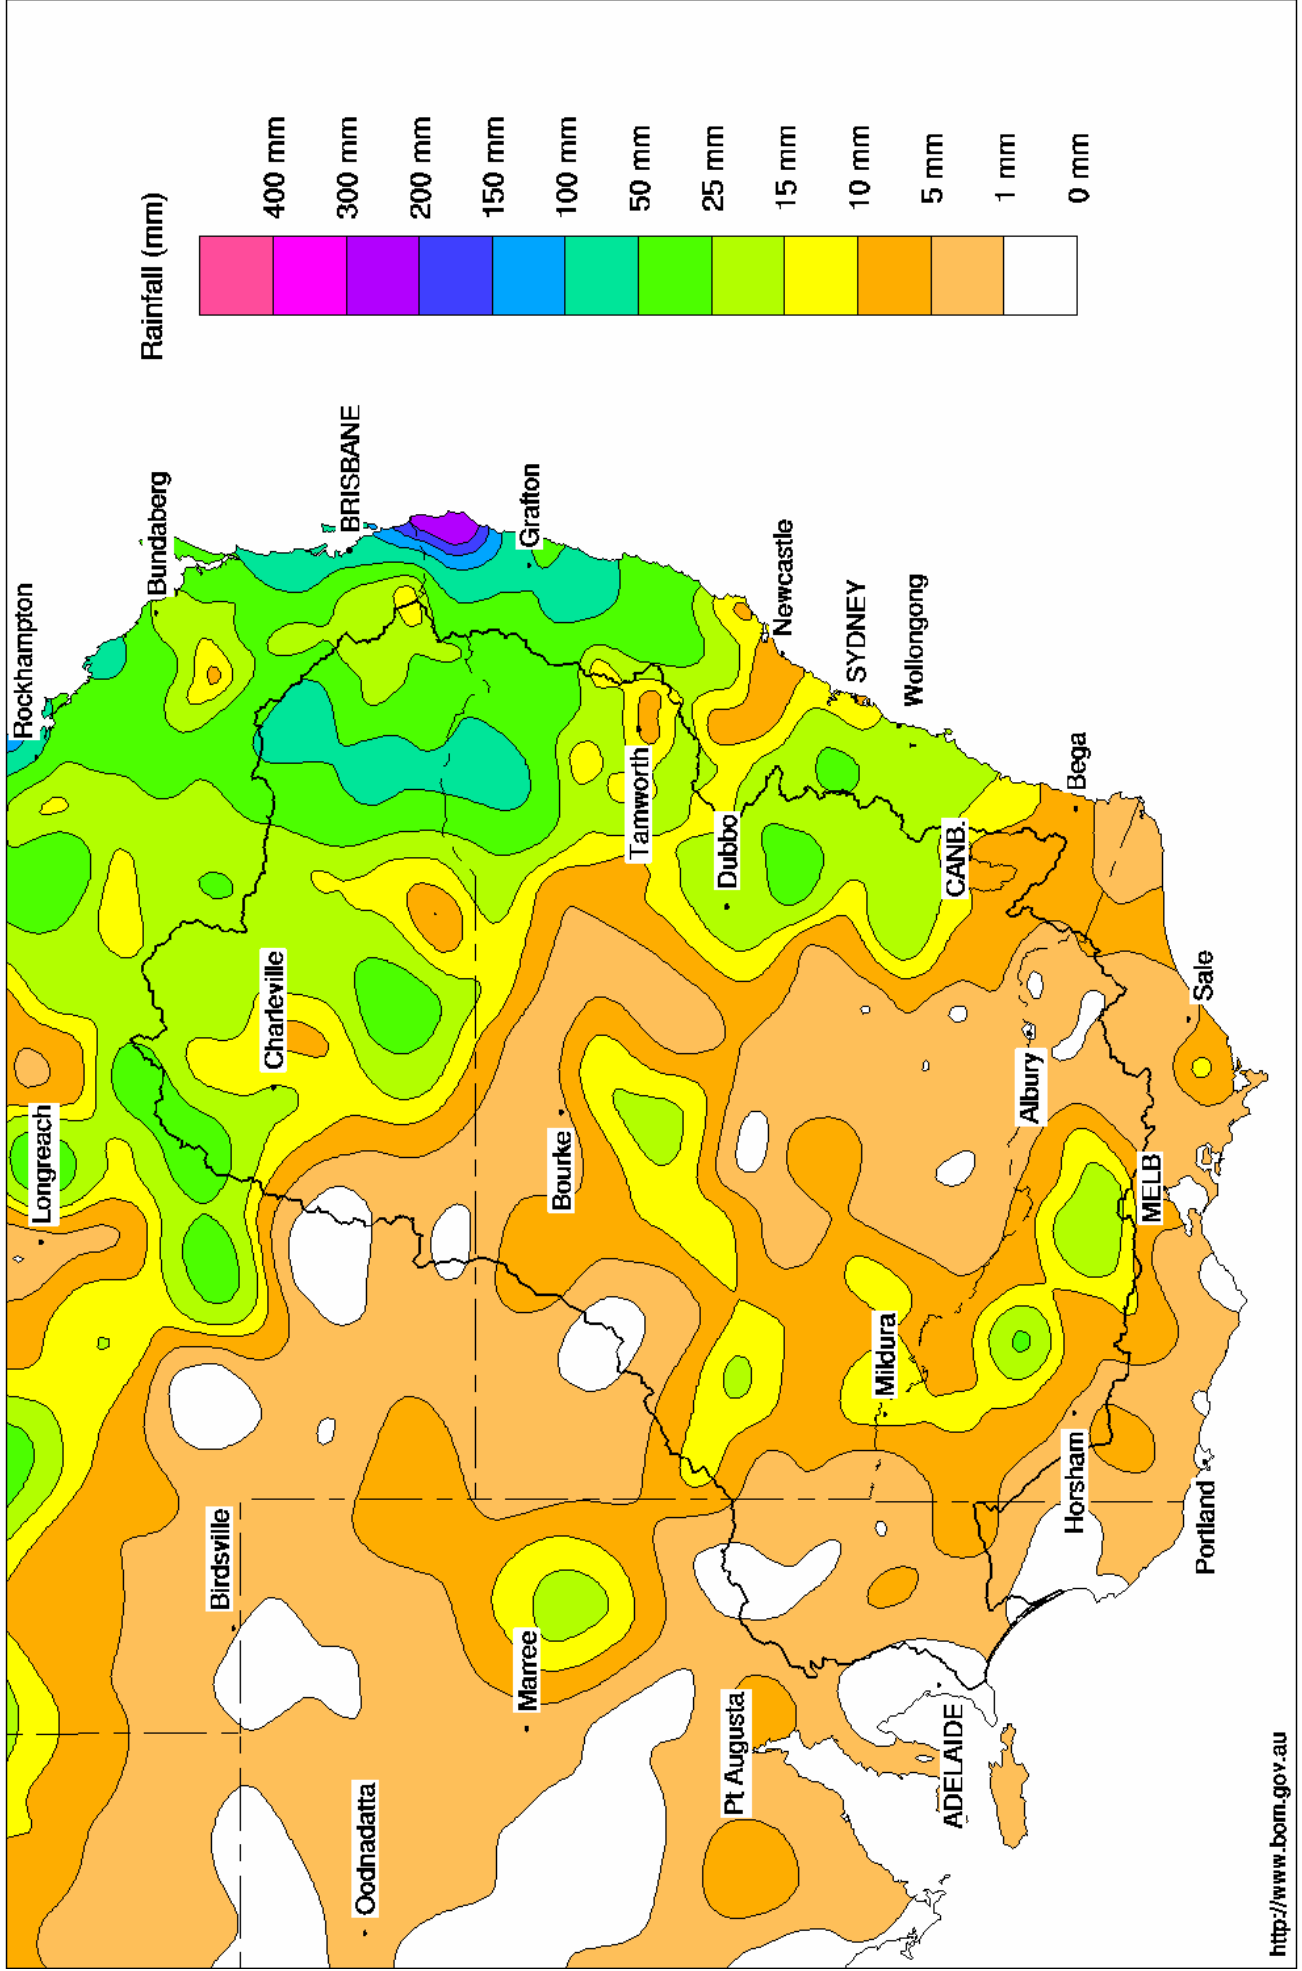 Rainfall (mm)
400 mm
300 mm
200 mm
150 mm
100 mm
50 mm
25 mm
15 mm
10 mm
5 mm
1 mm
0 mm
Rockhampton
Bundaberg
BRISBANE
Grafton
Newcastle
SYDNEY
Wollongong
Bega
Tamworth
Dubbo
CANB.
Charleville
Longreach
Bourke
Albury
Sale
MELB
Mildura
Horsham
Portland
Birdsville
Marree
Pt Augusta
ADELAIDE
Oodnadatta
http://www.bom.gov.au